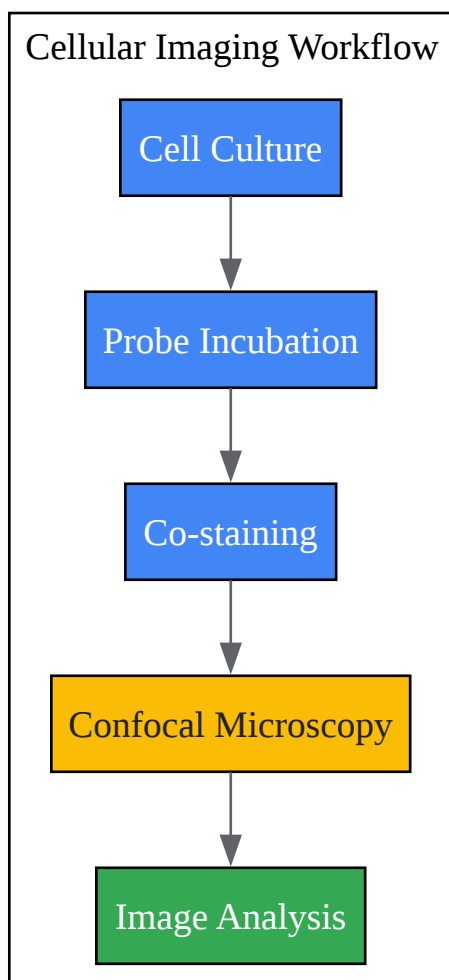 Cellular Imaging Workflow
Cell Culture
Probe Incubation
Co-staining
Confocal Microscopy
Image Analysis